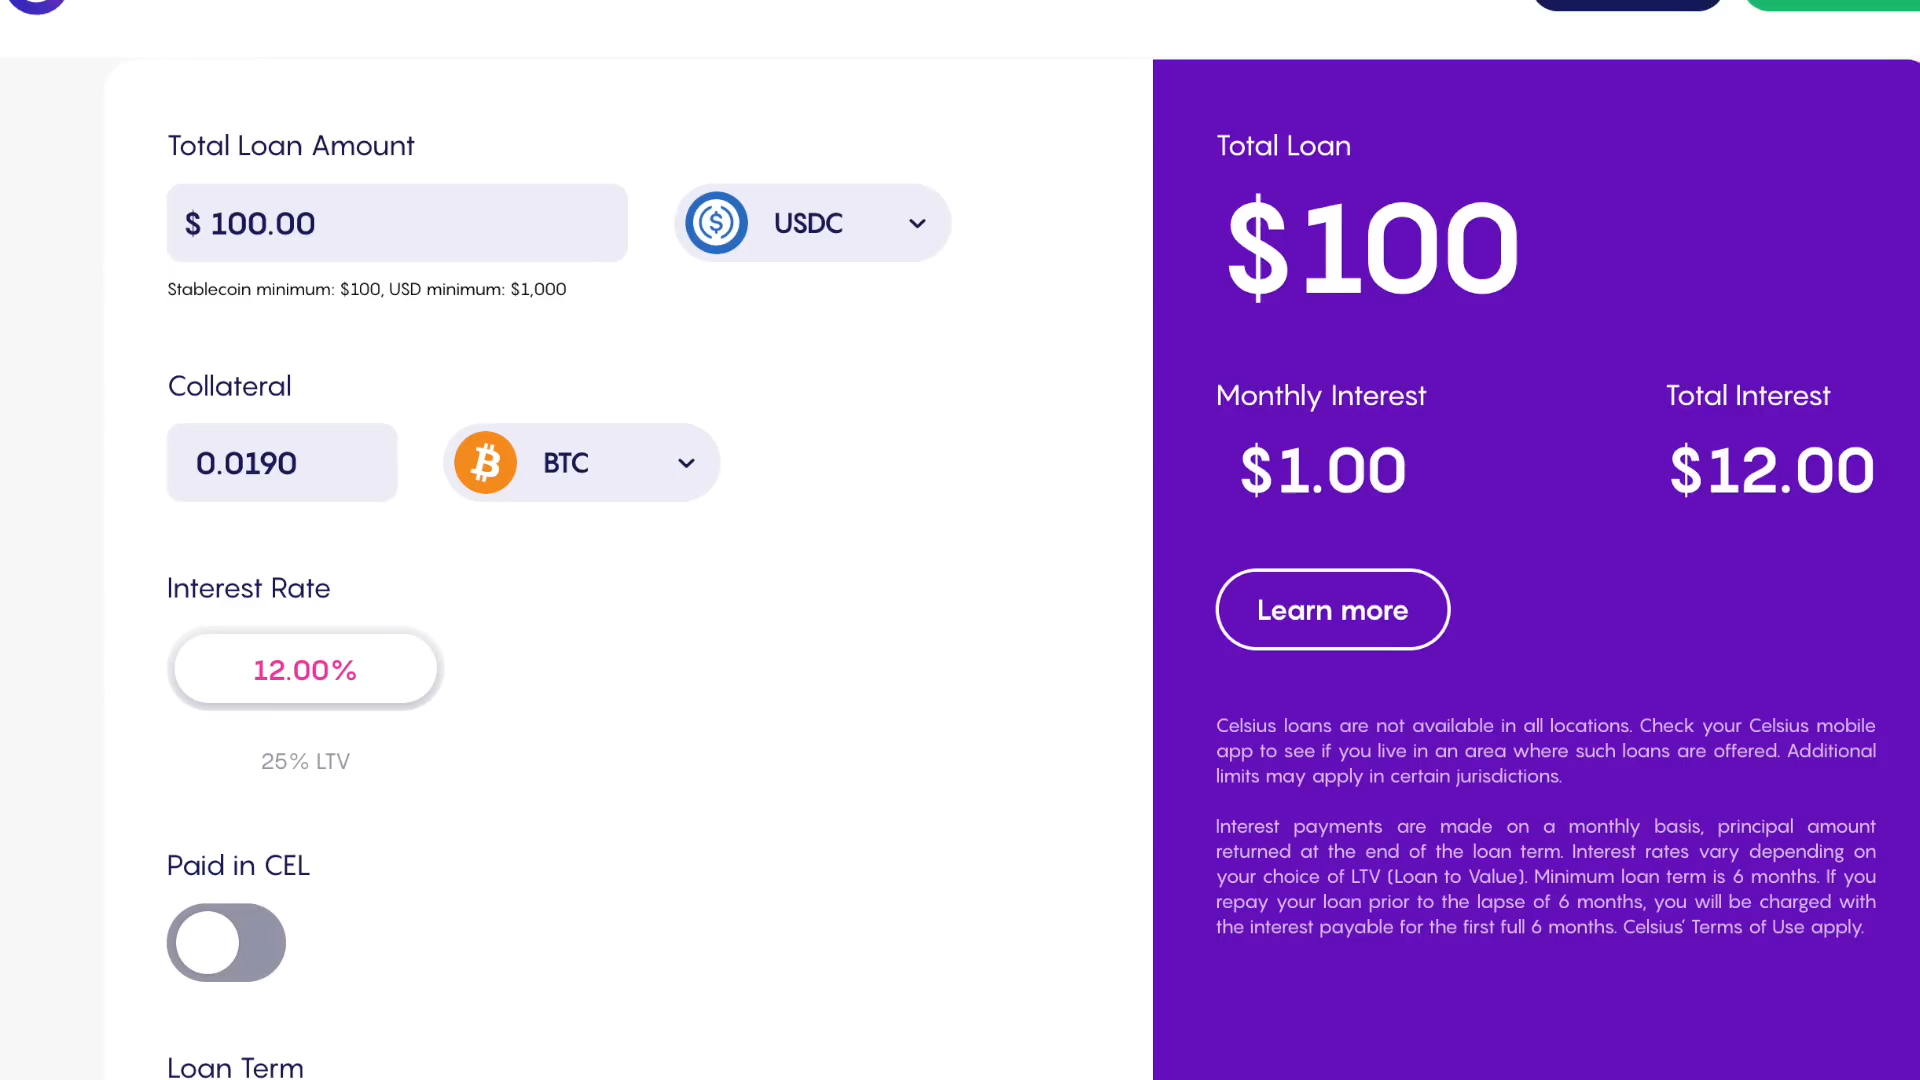 Total Loan Amount
$ 100.00
USDC
Stablecoin minimum: $100, USD minimum: $1,000
Collateral
0.0190
BTC
Interest Rate
12.00%
25% LTV
Paid in CEL
Loan Term
Total Loan
$100
Monthly Interest
Total Interest
$1.00
$12.00
Learn more
Celsius loans are not available in all locations. Check your Celsius mobile
app to see if you live in an area where such loans are offered. Additional
limits may apply in certain jurisdictions.
Interest payments are made on a monthly basis, principal amount
returned at the end of the loan term. Interest rates vary depending on
your choice of LTV (Loan to Value). Minimum loan term is 6 months. If you
repay your loan prior to the lapse of 6 months, you will be charged with
the interest payable for the first full 6 months. Celsius’ Terms of Use apply.